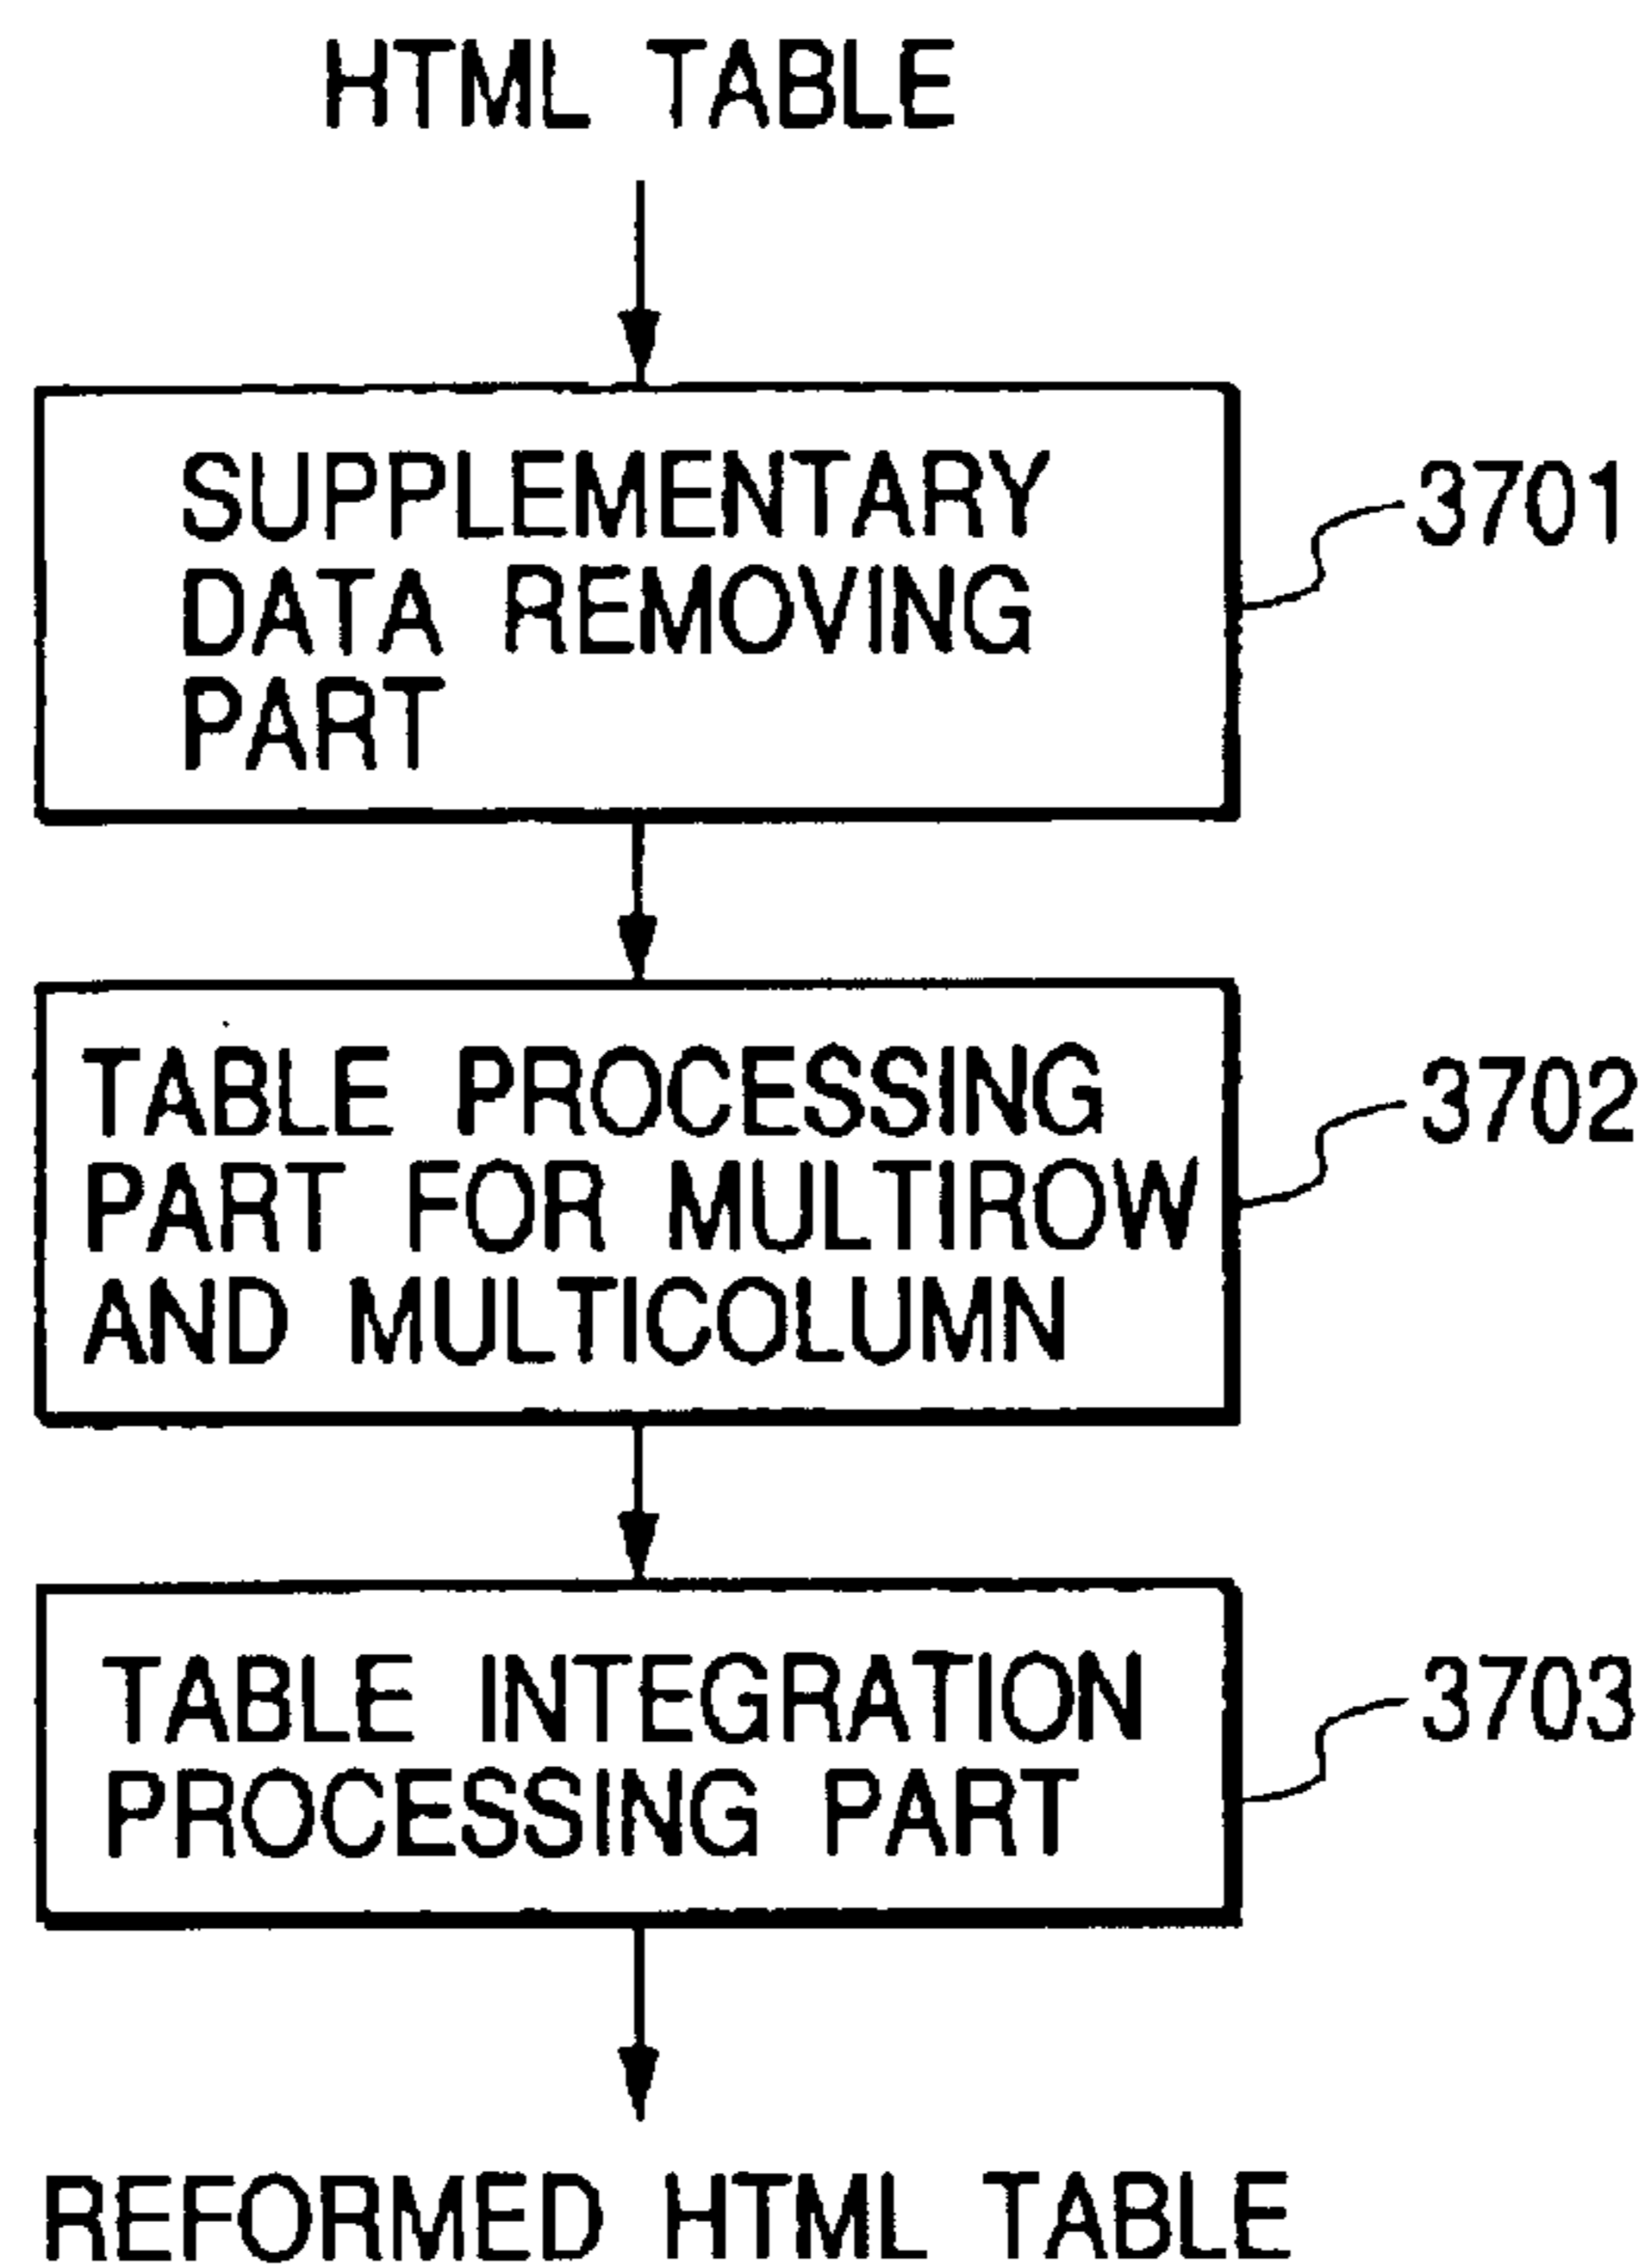 HTML TABLE
SUPPLEMENTARY
DATA REMOVING
PART
3701
TABLE PROCESSING
PART FOR MULTIROW
AND MULTICOLUMN
3702
TABLE INTEGRATION
PROCESSING PART
3703
REFORMED HTML TABLE